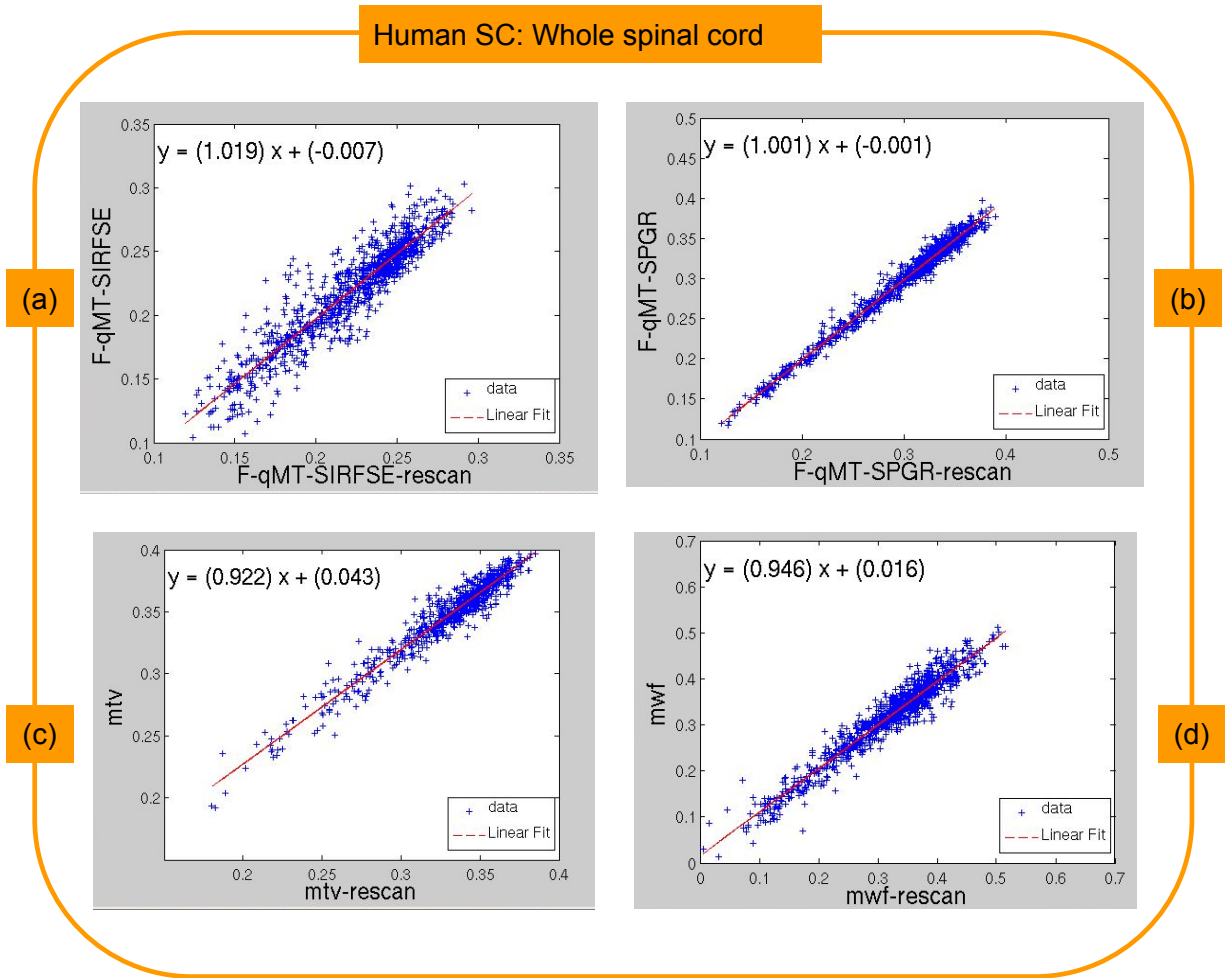 Human SC: Whole spinal cord
(a)
y = (1.019) x + (-0.007)
0.35
0.3
0.25
0.2
0.15
0.1
F-qMT-SIRFSE
data
Linear Fit
0.1 0.15 0.2 0.25 0.3 0.35
F-qMT-SIRFSE-rescan
(b)
y = (1.001) x + (-0.001)
0.5
0.45
0.4
0.35
0.3
0.25
0.2
0.15
0.1
F-qMT-SPGR
data
Linear Fit
0.1 0.2 0.3 0.4 0.5
F-qMT-SPGR-rescan
(c)
y = (0.922) x + (0.043)
0.4
0.35
0.3
0.25
0.2
mtv
data
Linear Fit
0.2 0.25 0.3 0.35 0.4
mtv-rescan
(d)
y = (0.946) x + (0.016)
0.7
0.6
0.5
0.4
0.3
0.2
0.1
0
mwf
data
Linear Fit
0 0.1 0.2 0.3 0.4 0.5 0.6 0.7
mwf-rescan